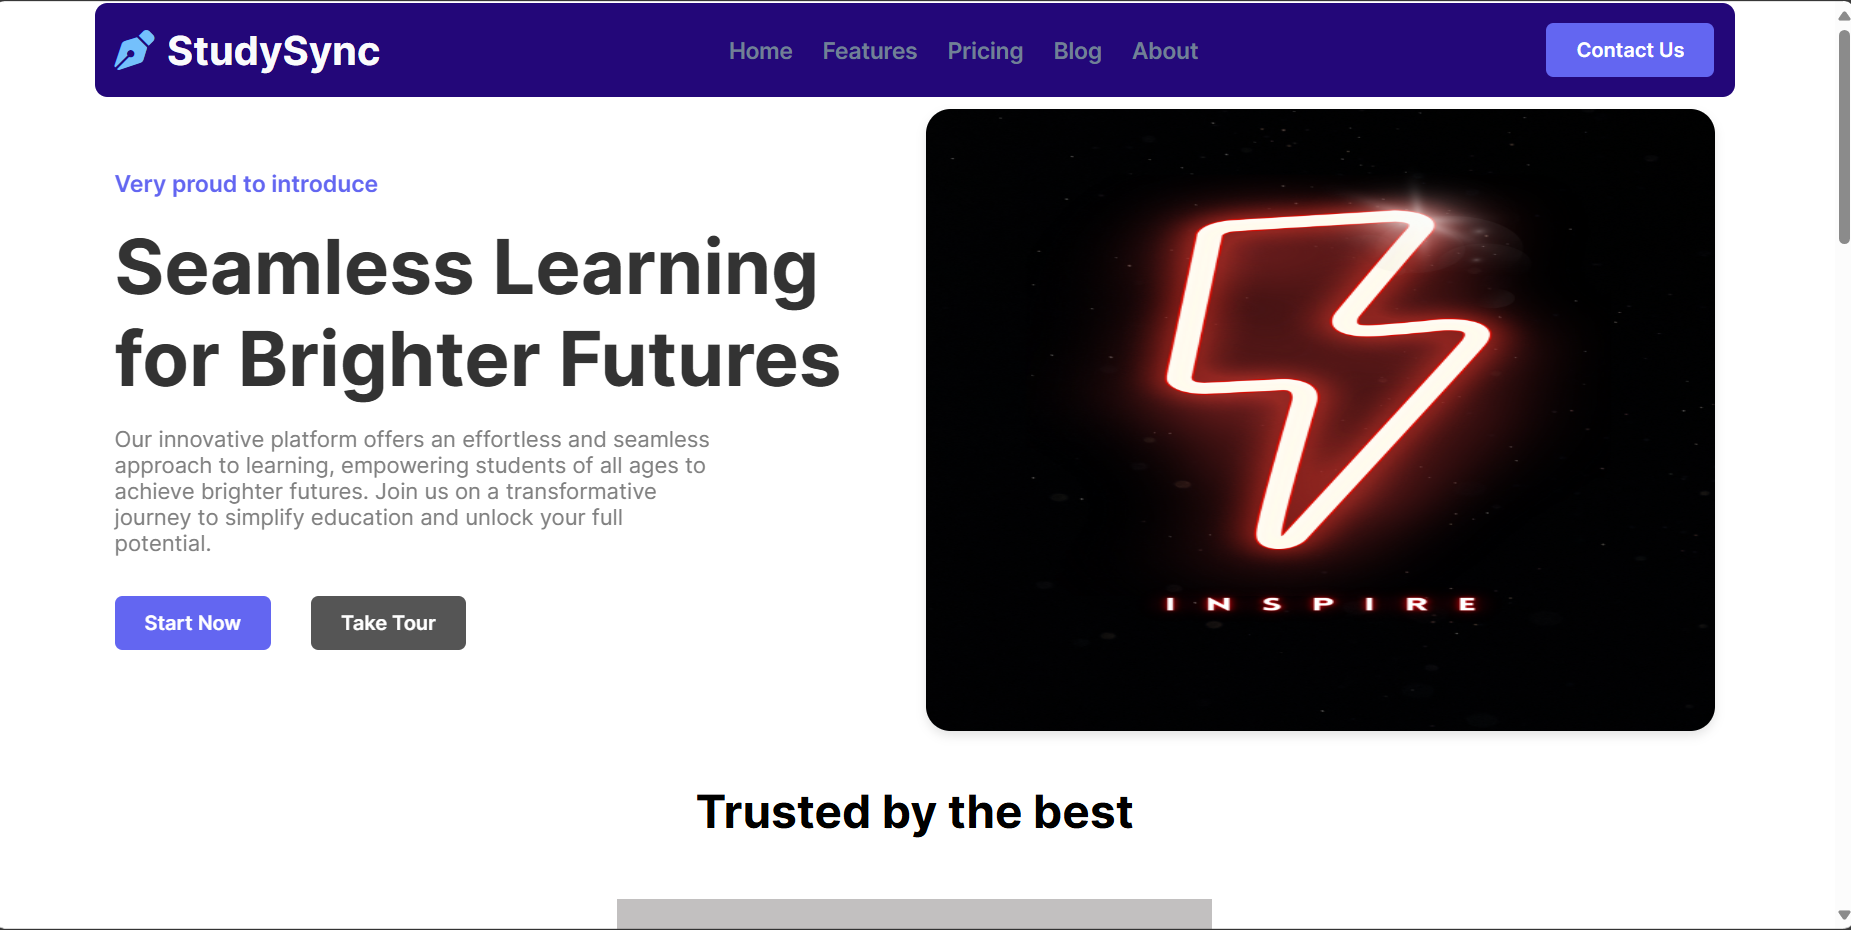 StudySync
Home Features Pricing Blog About
Contact Us
Very proud to introduce
Seamless Learning
for Brighter Futures
Our innovative platform offers an effortless and seamless
approach to learning, empowering students of all ages to
achieve brighter futures. Join us on a transformative
journey to simplify education and unlock your full
potential.
Start Now
Take Tour
INSPIRE
Trusted by the best